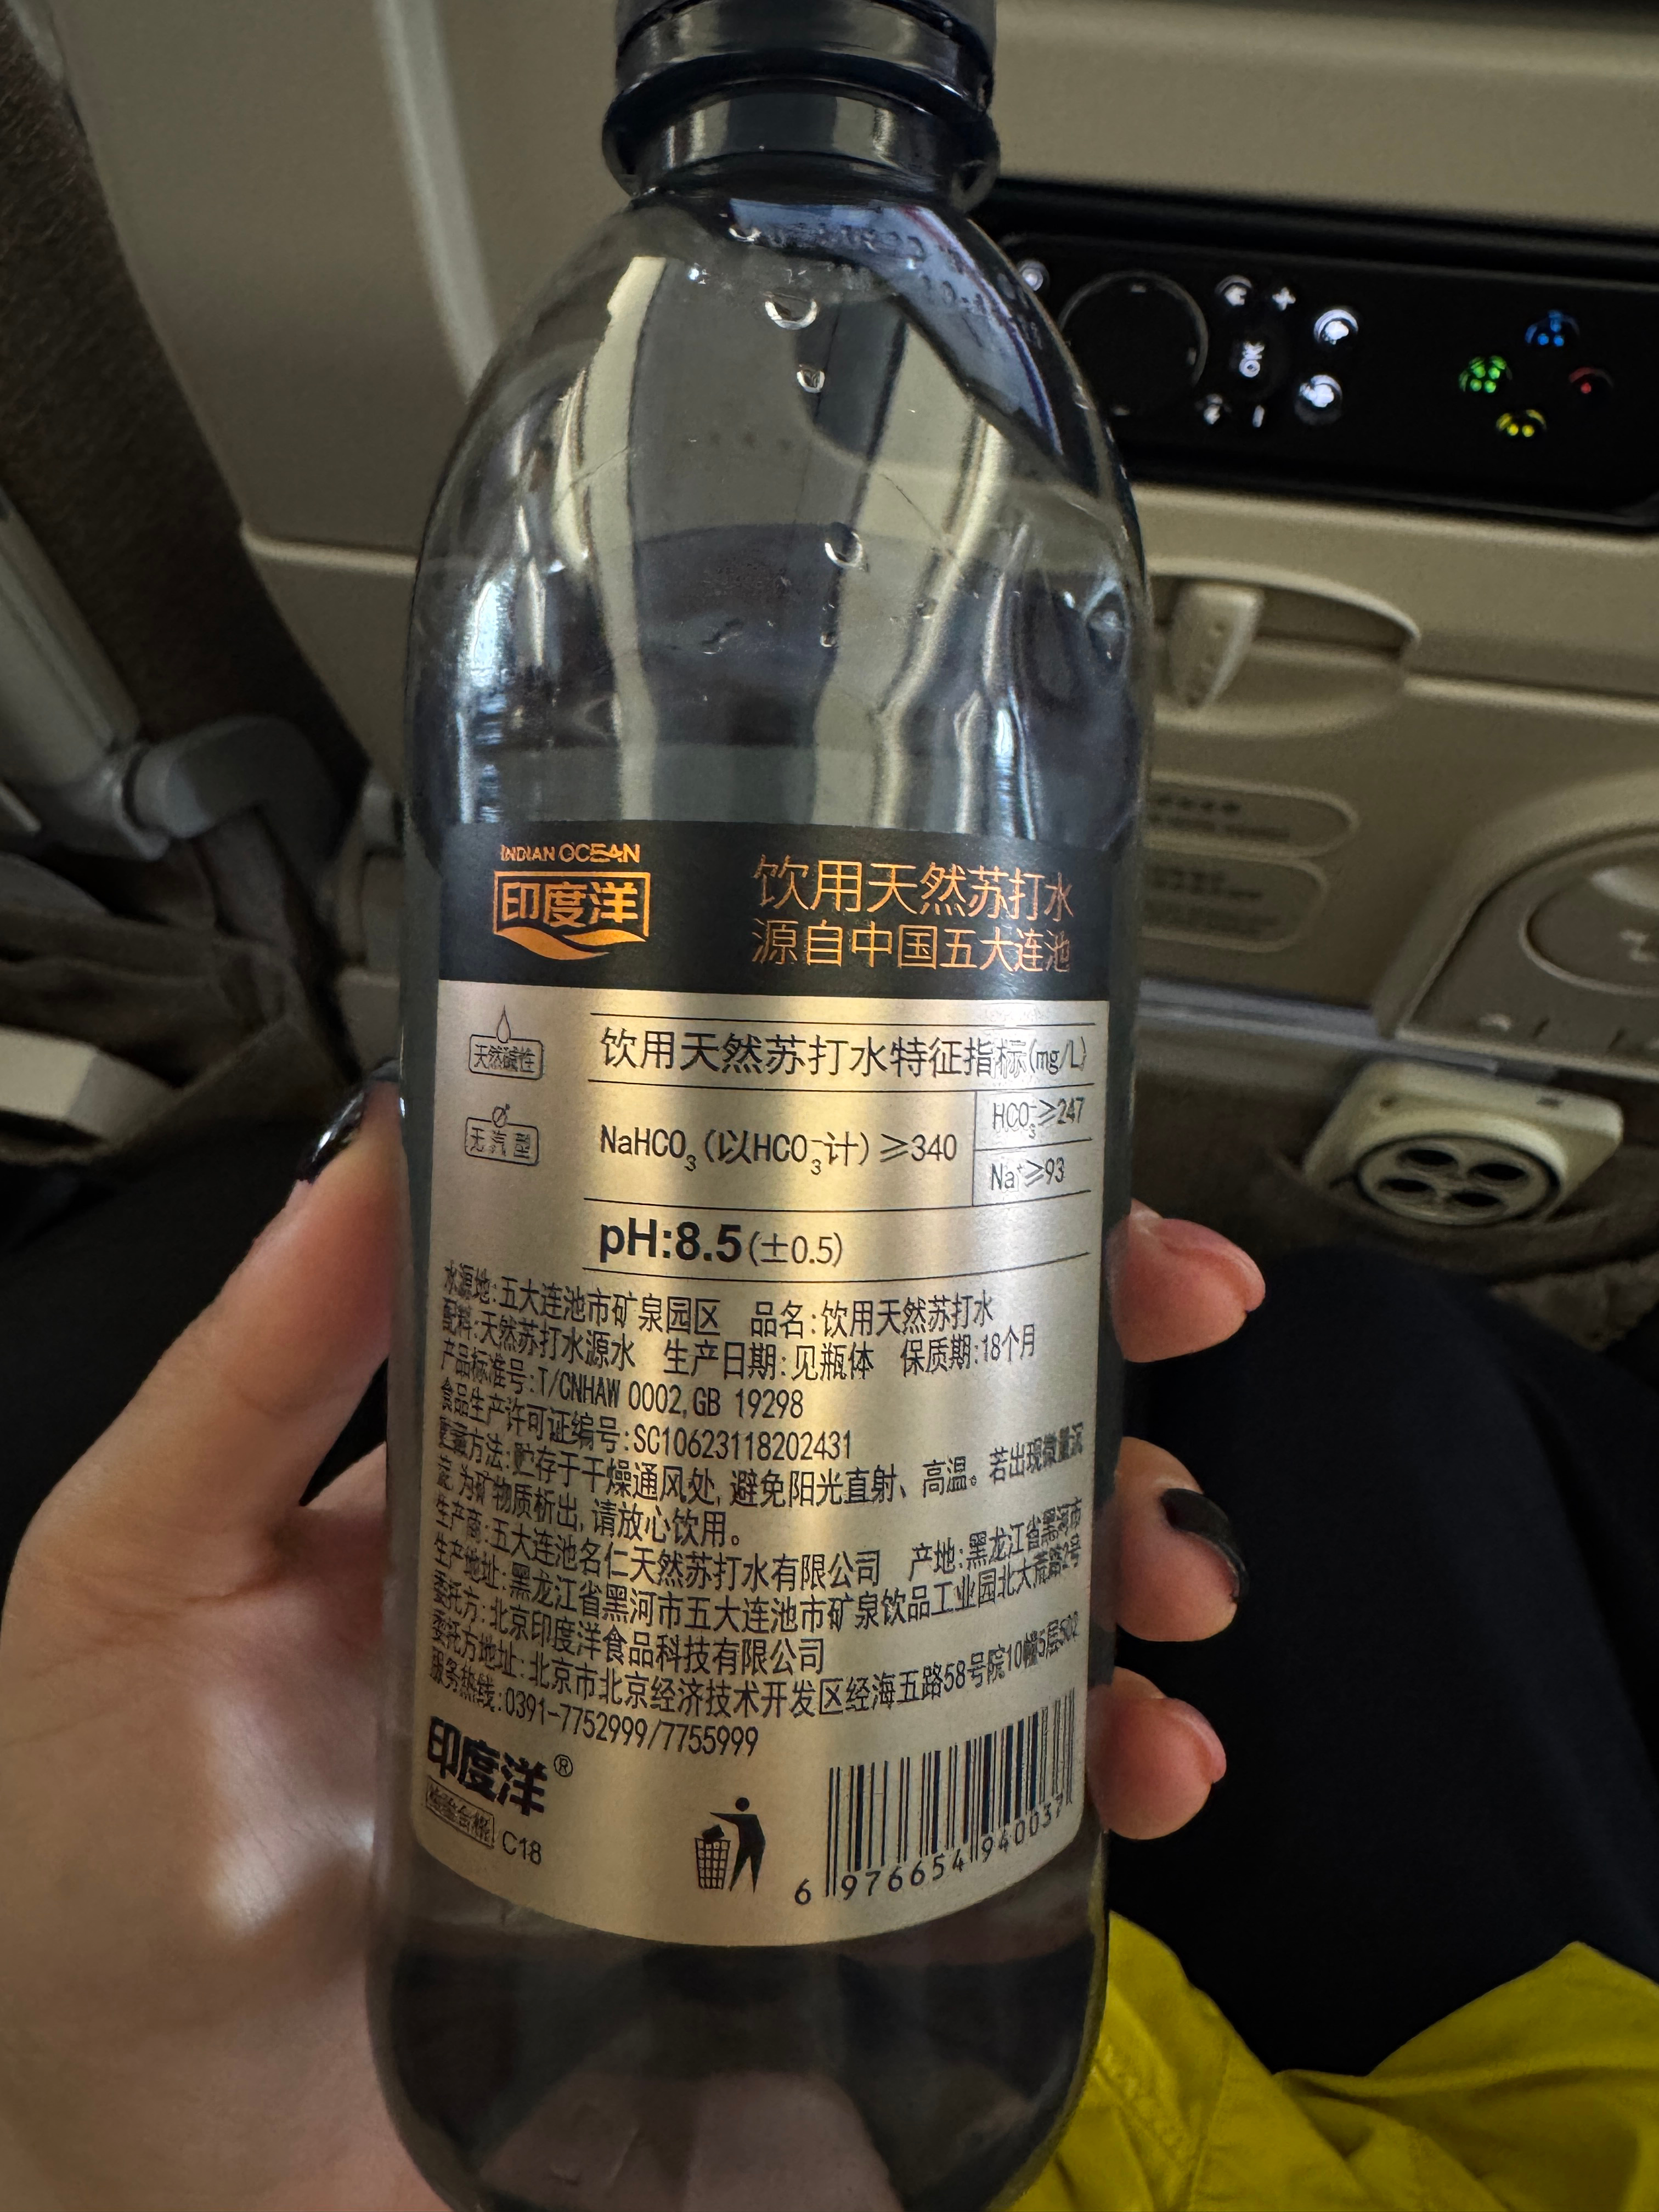 OK
INDIAN OCEAN
印度洋
饮用天然苏打水
源自中国五大连池
天然碱性
无汽型
饮用天然苏打水特征指标(mg/L)
NaHCO₃(以HCO₃⁻计)≥340
HCO₃⁻≥247
Na⁺≥93
pH:8.5(±0.5)
水源地:五大连池市矿泉园区 品名:饮用天然苏打水
配料:天然苏打水源水 生产日期:见瓶体 保质期:18个月
产品标准号:T/CNHAW 0002,GB 19298
食品生产许可证编号:SC10623118202431
贮藏方法:贮存于干燥通风处,避免阳光直射、高温。若出现微量沉
淀,为矿物质析出,请放心饮用。
生产商:五大连池名仁天然苏打水有限公司 产地:黑龙江省黑河市
生产地址:黑龙江省黑河市五大连池市矿泉饮品工业园北大荒路2号
委托方:北京印度洋食品科技有限公司
委托方地址:北京市北京经济技术开发区经海五路58号院10幢5层502
服务热线:0391-7752999/7755999
印度洋®
检验合格 C18
6 976654 940037